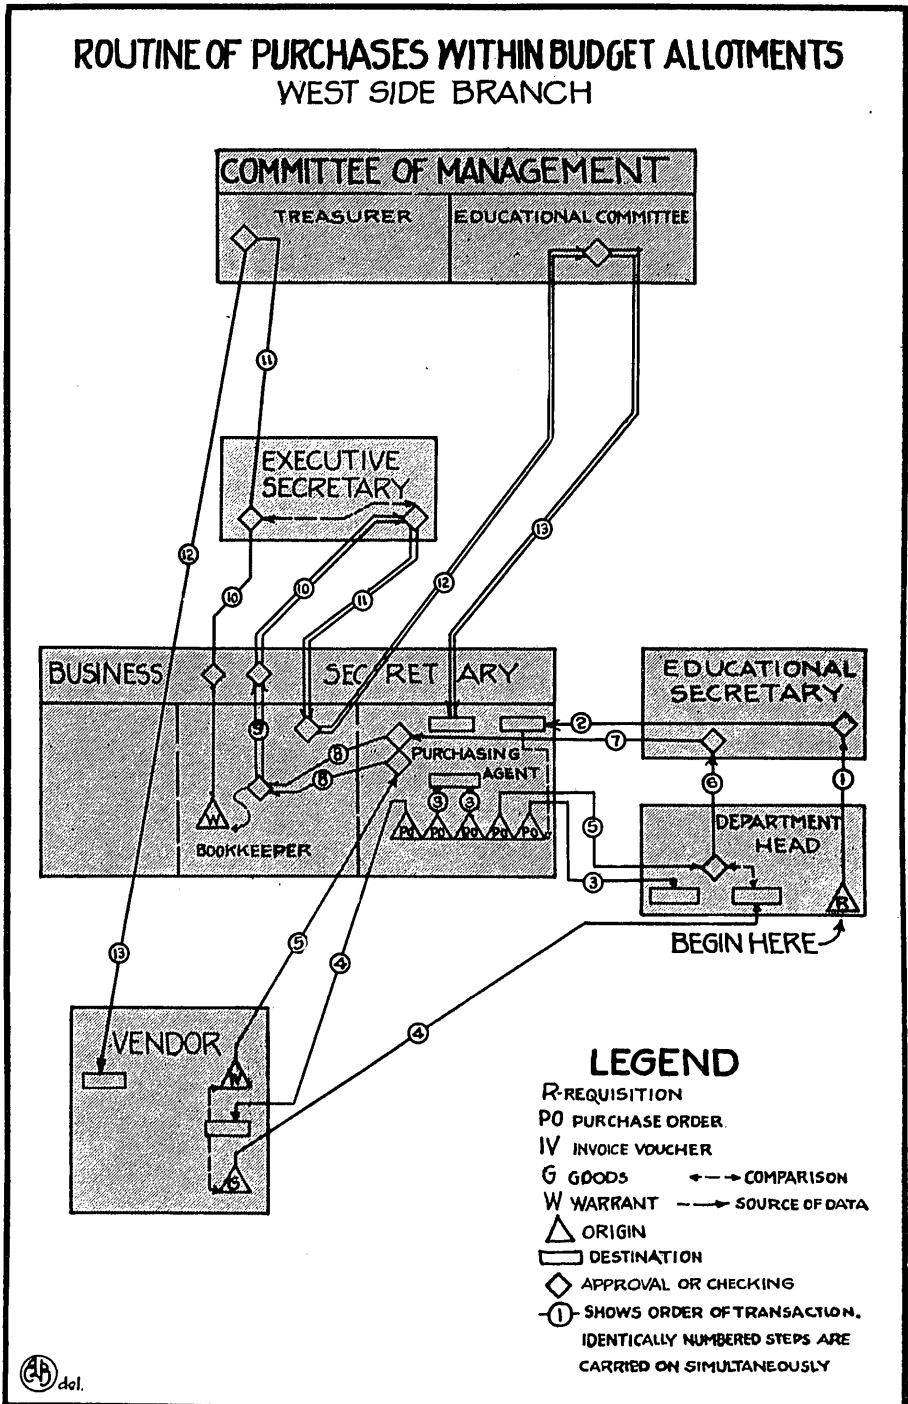 ROUTINE OF PURCHASES WITHIN BUDGET ALLOTMENTS
WEST SIDE BRANCH
COMMITTEE OF MANAGEMENT
TREASURER
EDUCATIONAL COMMITTEE
11
EXECUTIVE
SECRETARY
12
13
10
10
11
12
BUSINESS
SECRETARY
EDUCATIONAL
SECRETARY
2
7
1
9
8
8
PURCHASING
AGENT
6
3
3
W
BOOKKEEPER
PO
PO
PO
PO
PO
5
DEPARTMENT
HEAD
3
R
BEGIN HERE
13
5
4
4
VENDOR
IV
G
LEGEND
R-REQUISITION
PO PURCHASE ORDER
IV INVOICE VOUCHER
G GOODS
COMPARISON
W WARRANT
SOURCE OF DATA
ORIGIN
DESTINATION
APPROVAL OR CHECKING
1 SHOWS ORDER OF TRANSACTION.
IDENTICALLY NUMBERED STEPS ARE
CARRIED ON SIMULTANEOUSLY
del.